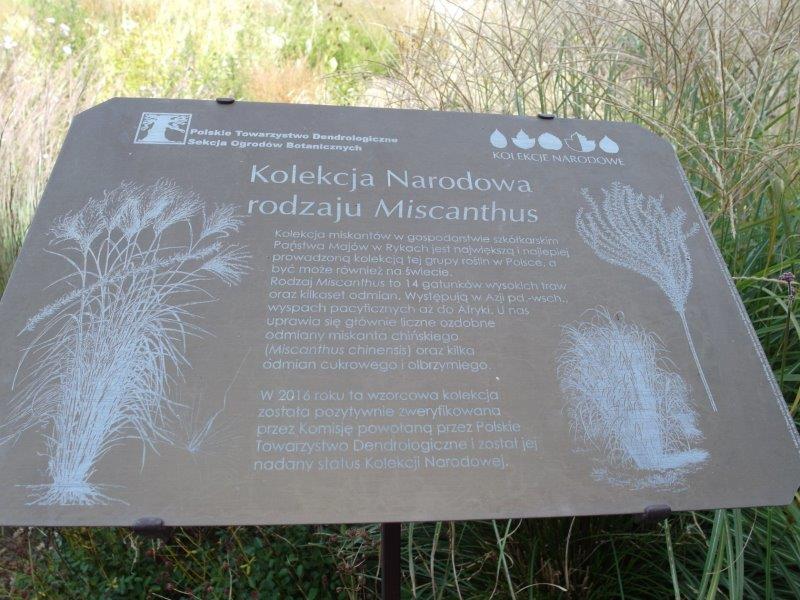 Polskie Towarzystwo Dendrologiczne
Sekcja Ogrodów Botanicznych
KOLEKCJE NARODOWE
Kolekcja Narodowa
rodzaju Miscanthus
Kolekcja miskantów w gospodarstwie szkółkarskim
Państwa Majów w Rykach jest największą i najlepiej
prowadzoną kolekcją tej grupy roślin w Polsce, a
być może również na świecie.
Rodzaj Miscanthus to 14 gatunków wysokich traw
oraz kilkaset odmian. Występują w Azji pd.-wsch.,
wyspach pacyficznych aż do Afryki. U nas
uprawia się głównie liczne ozdobne
odmiany miskanta chińskiego
(Miscanthus chinensis) oraz kilka
odmian cukrowego i olbrzymiego.
W 2016 roku ta wzorcowa kolekcja
została pozytywnie zweryfikowana
przez Komisję powołaną przez Polskie
Towarzystwo Dendrologiczne i został jej
nadany status Kolekcji Narodowej.